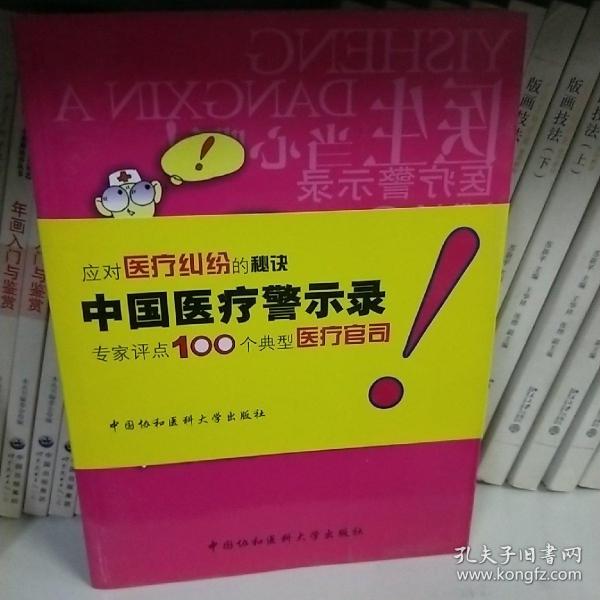 YISHENG
DANGXIN A
医生
当心啊!
医疗警示录
!
应对医疗纠纷的秘诀
中国医疗警示录
!
专家评点100个典型医疗官司
中国协和医科大学出版社
中国协和医科大学出版社
年画入门与鉴赏
入门与鉴赏
版画技法(下)
版画技法(上)
孔夫子旧书网
www.kongfz.com